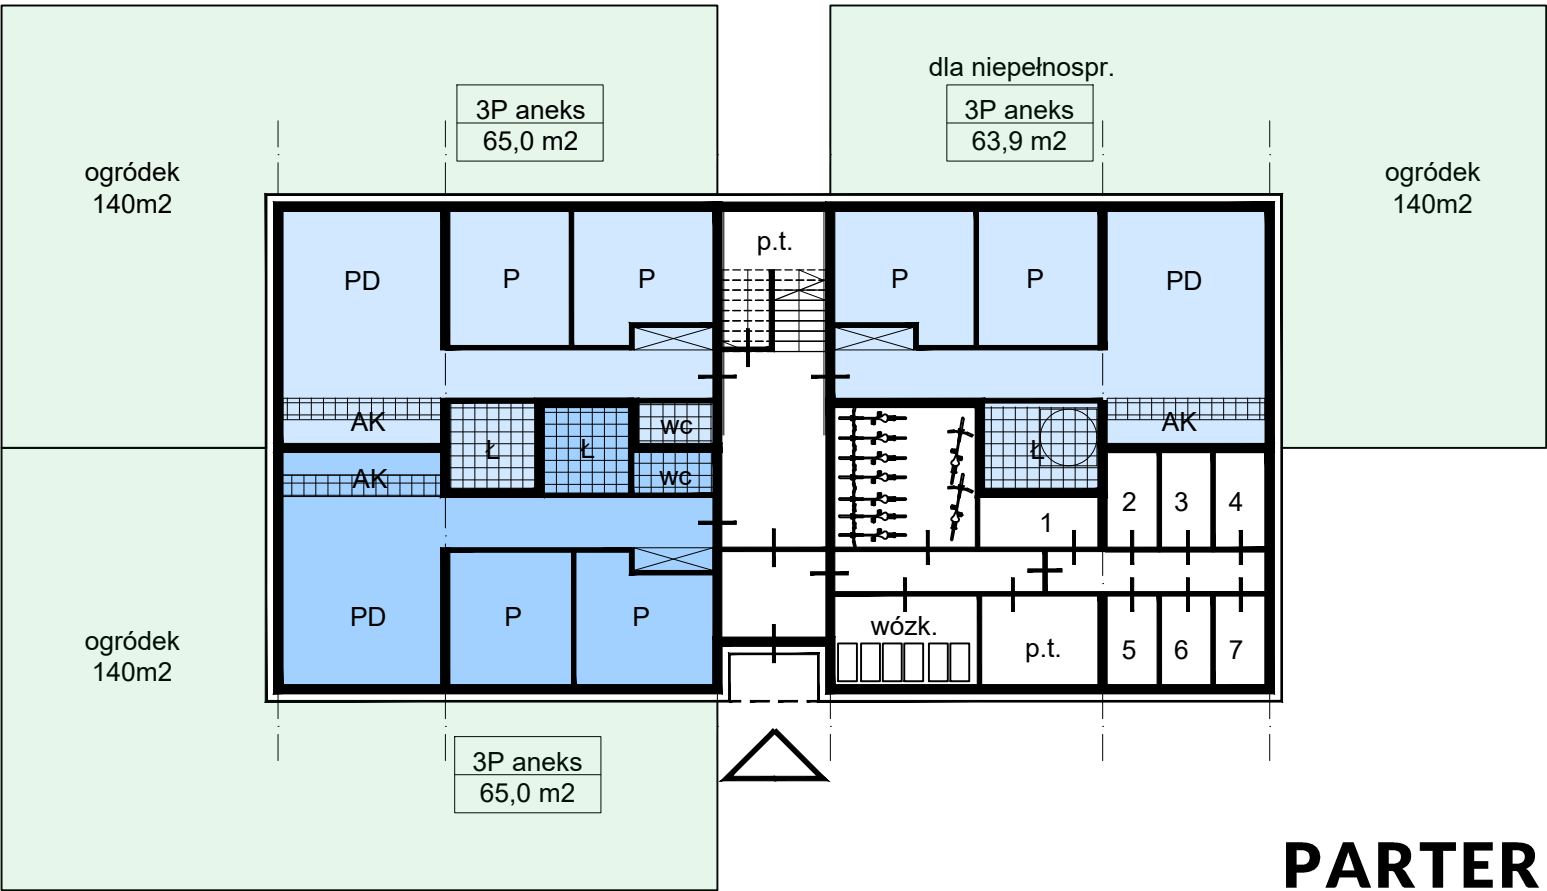 dla niepełnospr.
3P aneks
65,0 m2
3P aneks
63,9 m2
ogródek
140m2
ogródek
140m2
p.t.
PD
P
P
P
P
PD
AK
Ł
Ł
wc
Ł
AK
AK
wc
1
2
3
4
PD
P
P
wózk.
p.t.
5
6
7
ogródek
140m2
3P aneks
65,0 m2
PARTER